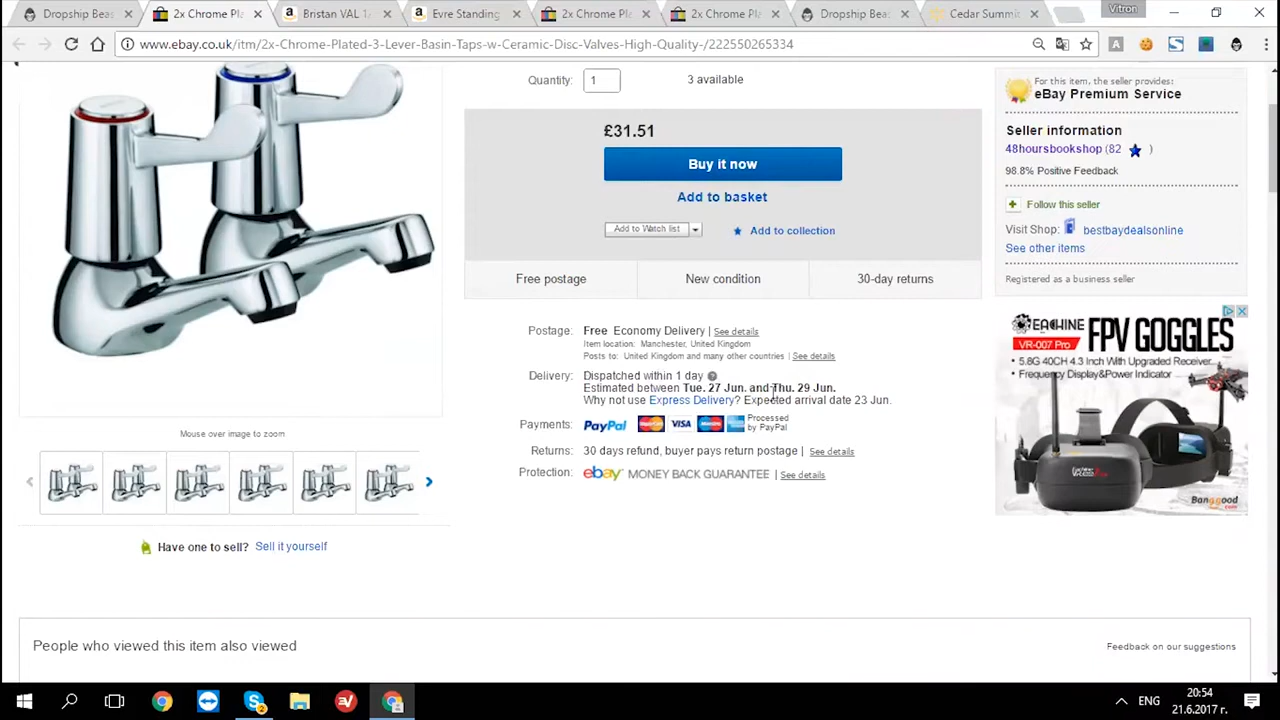 Dropship Beas
2x Chrome Pla
Bristan VAL 1/
Evre Standing
2x Chrome Pla
2x Chrome Pl
Dropship Beas
Cedar Summit
Vitron
www.ebay.co.uk/itm/2x-Chrome-Plated-3-Lever-Basin-Taps-w-Ceramic-Disc-Valves-High-Quality-/222550265334
Quantity: 1 3 available
£31.51
Buy it now
Add to basket
Add to Watch list
Add to collection
Free postage
New condition
30-day returns
Postage: Free Economy Delivery | See details
Item location: Manchester, United Kingdom
Posts to: United Kingdom and many other countries | See details
Delivery: Dispatched within 1 day
Estimated between Tue. 27 Jun. and Thu. 29 Jun.
Why not use Express Delivery? Expected arrival date 23 Jun.
Payments: PayPal MasterCard VISA Maestro Processed
by PayPal
Returns: 30 days refund, buyer pays return postage | See details
Protection: ebay MONEY BACK GUARANTEE | See details
Mouse over image to zoom
Have one to sell? Sell it yourself
For this item, the seller provides:
eBay Premium Service
Seller information
48hoursbookshop (82 )
98.8% Positive Feedback
Follow this seller
Visit Shop: bestbaydealsonline
See other items
Registered as a business seller
EACHINE
VR-007 Pro
FPV GOGGLES
• 5.8G 40CH 4.3 Inch With Upgraded Receiver
• Frequency Display&Power Indicator
Banggood
People who viewed this item also viewed
Feedback on our suggestions
ENG
20:54
21.6.2017 г.